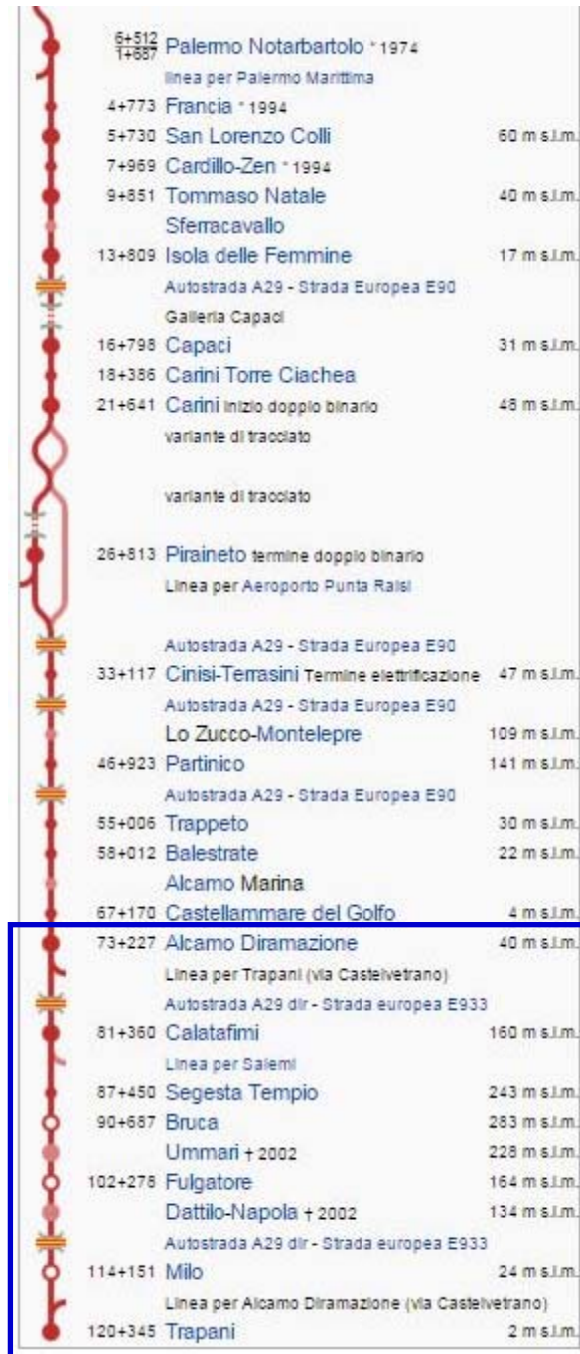 6+512
1+687 Palermo Notarbartolo * 1974
linea per Palermo Marittima
4+773 Francia * 1994
5+730 San Lorenzo Colli 60 m s.l.m.
7+969 Cardillo-Zen * 1994
9+851 Tommaso Natale 40 m s.l.m.
Sferracavallo
13+809 Isola delle Femmine 17 m s.l.m.
Autostrada A29 - Strada Europea E90
Galleria Capaci
16+798 Capaci 31 m s.l.m.
18+386 Carini Torre Ciachea
21+641 Carini Inizio doppio binario 48 m s.l.m.
variante di tracciato
variante di tracciato
26+813 Piraineto termine doppio binario
Linea per Aeroporto Punta Raisi
Autostrada A29 - Strada Europea E90
33+117 Cinisi-Terrasini Termine elettrificazione 47 m s.l.m.
Autostrada A29 - Strada Europea E90
Lo Zucco-Montelepre 109 m s.l.m.
46+923 Partinico 141 m s.l.m.
Autostrada A29 - Strada Europea E90
55+006 Trappeto 30 m s.l.m.
58+012 Balestrate 22 m s.l.m.
Alcamo Marina
67+170 Castellammare del Golfo 4 m s.l.m.
73+227 Alcamo Diramazione 40 m s.l.m.
Linea per Trapani (via Castelvetrano)
Autostrada A29 dir - Strada europea E933
81+360 Calatafimi 160 m s.l.m.
Linea per Salemi
87+450 Segesta Tempio 243 m s.l.m.
90+687 Bruca 283 m s.l.m.
Ummari † 2002 228 m s.l.m.
102+278 Fulgatore 164 m s.l.m.
Dattilo-Napola † 2002 134 m s.l.m.
Autostrada A29 dir - Strada europea E933
114+151 Milo 24 m s.l.m.
Linea per Alcamo Diramazione (via Castelvetrano)
120+345 Trapani 2 m s.l.m.